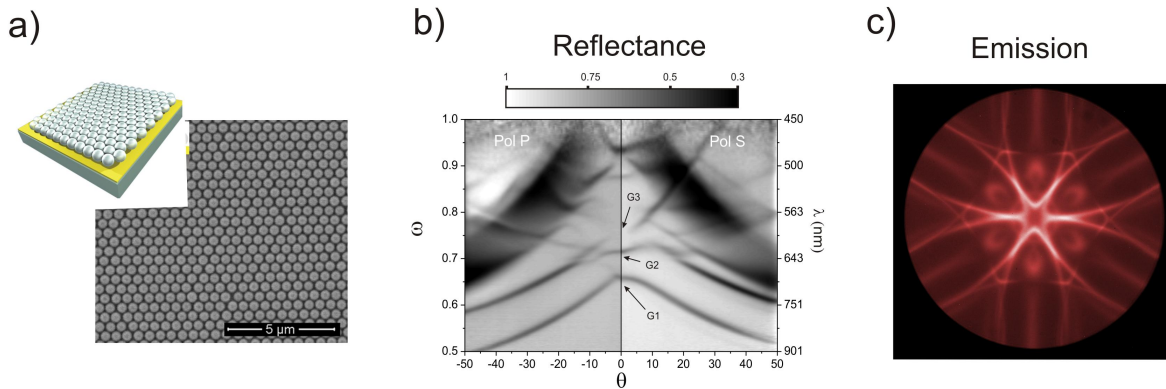 a)
5 µm
b)
Reflectance
1 0.75 0.5 0.3
Pol P Pol S
1.0 0.9 0.8 0.7 0.6 0.5
ω
450 500 563 643 751 901
λ (nm)
G3
G2
G1
-50 -40 -30 -20 -10 0 10 20 30 40 50
θ
c)
Emission